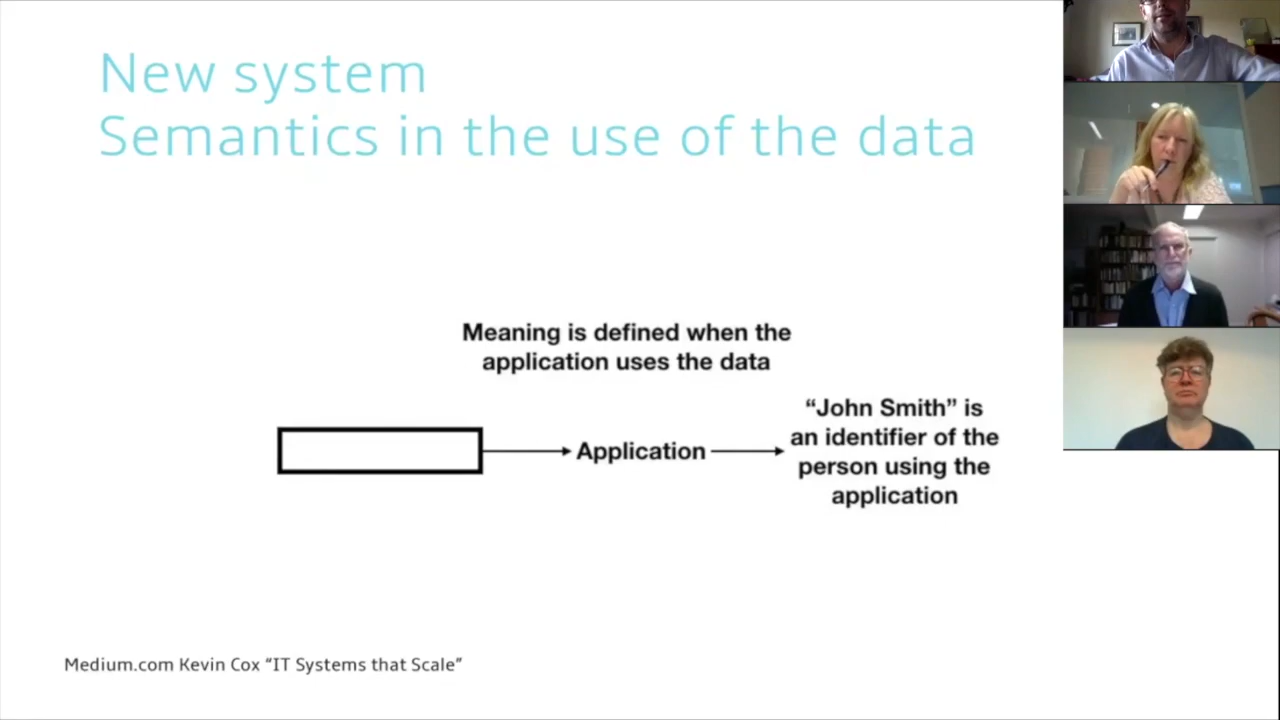 New system
Semantics in the use of the data
Meaning is defined when the
application uses the data
Application
“John Smith” is
an identifier of the
person using the
application
Medium.com Kevin Cox “IT Systems that Scale”